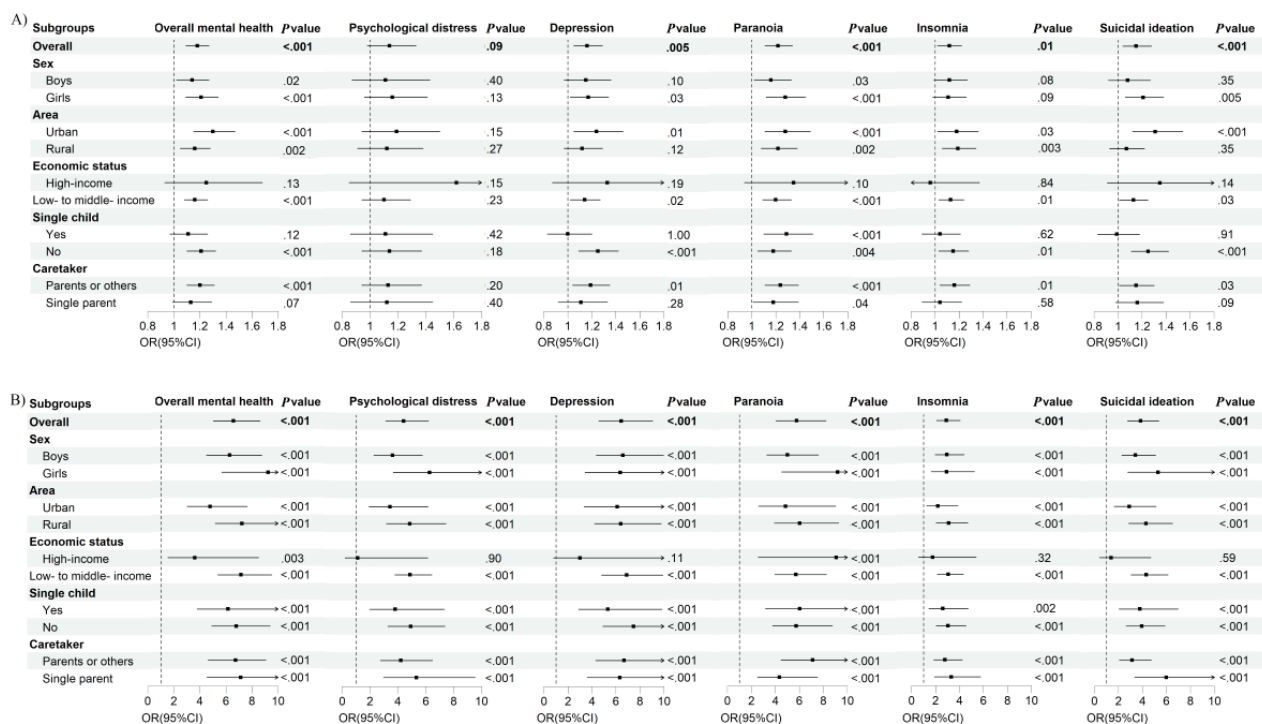 A)
Subgroups Overall mental health P value Psychological distress P value Depression P value Paranoia P value Insomnia P value Suicidal ideation P value
Overall <.001 .09 .005 <.001 .01 <.001
Sex
Boys .02 .40 .10 .03 .08 .35
Girls <.001 .13 .03 <.001 .09 .005
Area
Urban <.001 .15 .01 <.001 .03 <.001
Rural .002 .27 .12 .002 .003 .35
Economic status
High-income .13 .15 .19 .10 .84 .14
Low- to middle- income <.001 .23 .02 <.001 .01 .03
Single child
Yes .12 .42 1.00 <.001 .62 .91
No <.001 .18 <.001 .004 .01 <.001
Caretaker
Parents or others <.001 .20 .01 <.001 .01 .03
Single parent .07 .40 .28 .04 .58 .09
0.8 1 1.2 1.4 1.6 1.8 0.8 1 1.2 1.4 1.6 1.8 0.8 1 1.2 1.4 1.6 1.8 0.8 1 1.2 1.4 1.6 1.8 0.8 1 1.2 1.4 1.6 1.8 0.8 1 1.2 1.4 1.6 1.8
OR(95%CI) OR(95%CI) OR(95%CI) OR(95%CI) OR(95%CI) OR(95%CI)
B)
Subgroups Overall mental health P value Psychological distress P value Depression P value Paranoia P value Insomnia P value Suicidal ideation P value
Overall <.001 <.001 <.001 <.001 <.001 <.001
Sex
Boys <.001 <.001 <.001 <.001 <.001 <.001
Girls <.001 <.001 <.001 <.001 <.001 <.001
Area
Urban <.001 <.001 <.001 <.001 <.001 <.001
Rural <.001 <.001 <.001 <.001 <.001 <.001
Economic status
High-income .003 .90 .11 <.001 .32 .59
Low- to middle- income <.001 <.001 <.001 <.001 <.001 <.001
Single child
Yes <.001 <.001 <.001 <.001 .002 <.001
No <.001 <.001 <.001 <.001 <.001 <.001
Caretaker
Parents or others <.001 <.001 <.001 <.001 <.001 <.001
Single parent <.001 <.001 <.001 <.001 <.001 <.001
0 2 4 6 8 10 0 2 4 6 8 10 0 2 4 6 8 10 0 2 4 6 8 10 0 2 4 6 8 10 0 2 4 6 8 10
OR(95%CI) OR(95%CI) OR(95%CI) OR(95%CI) OR(95%CI) OR(95%CI)